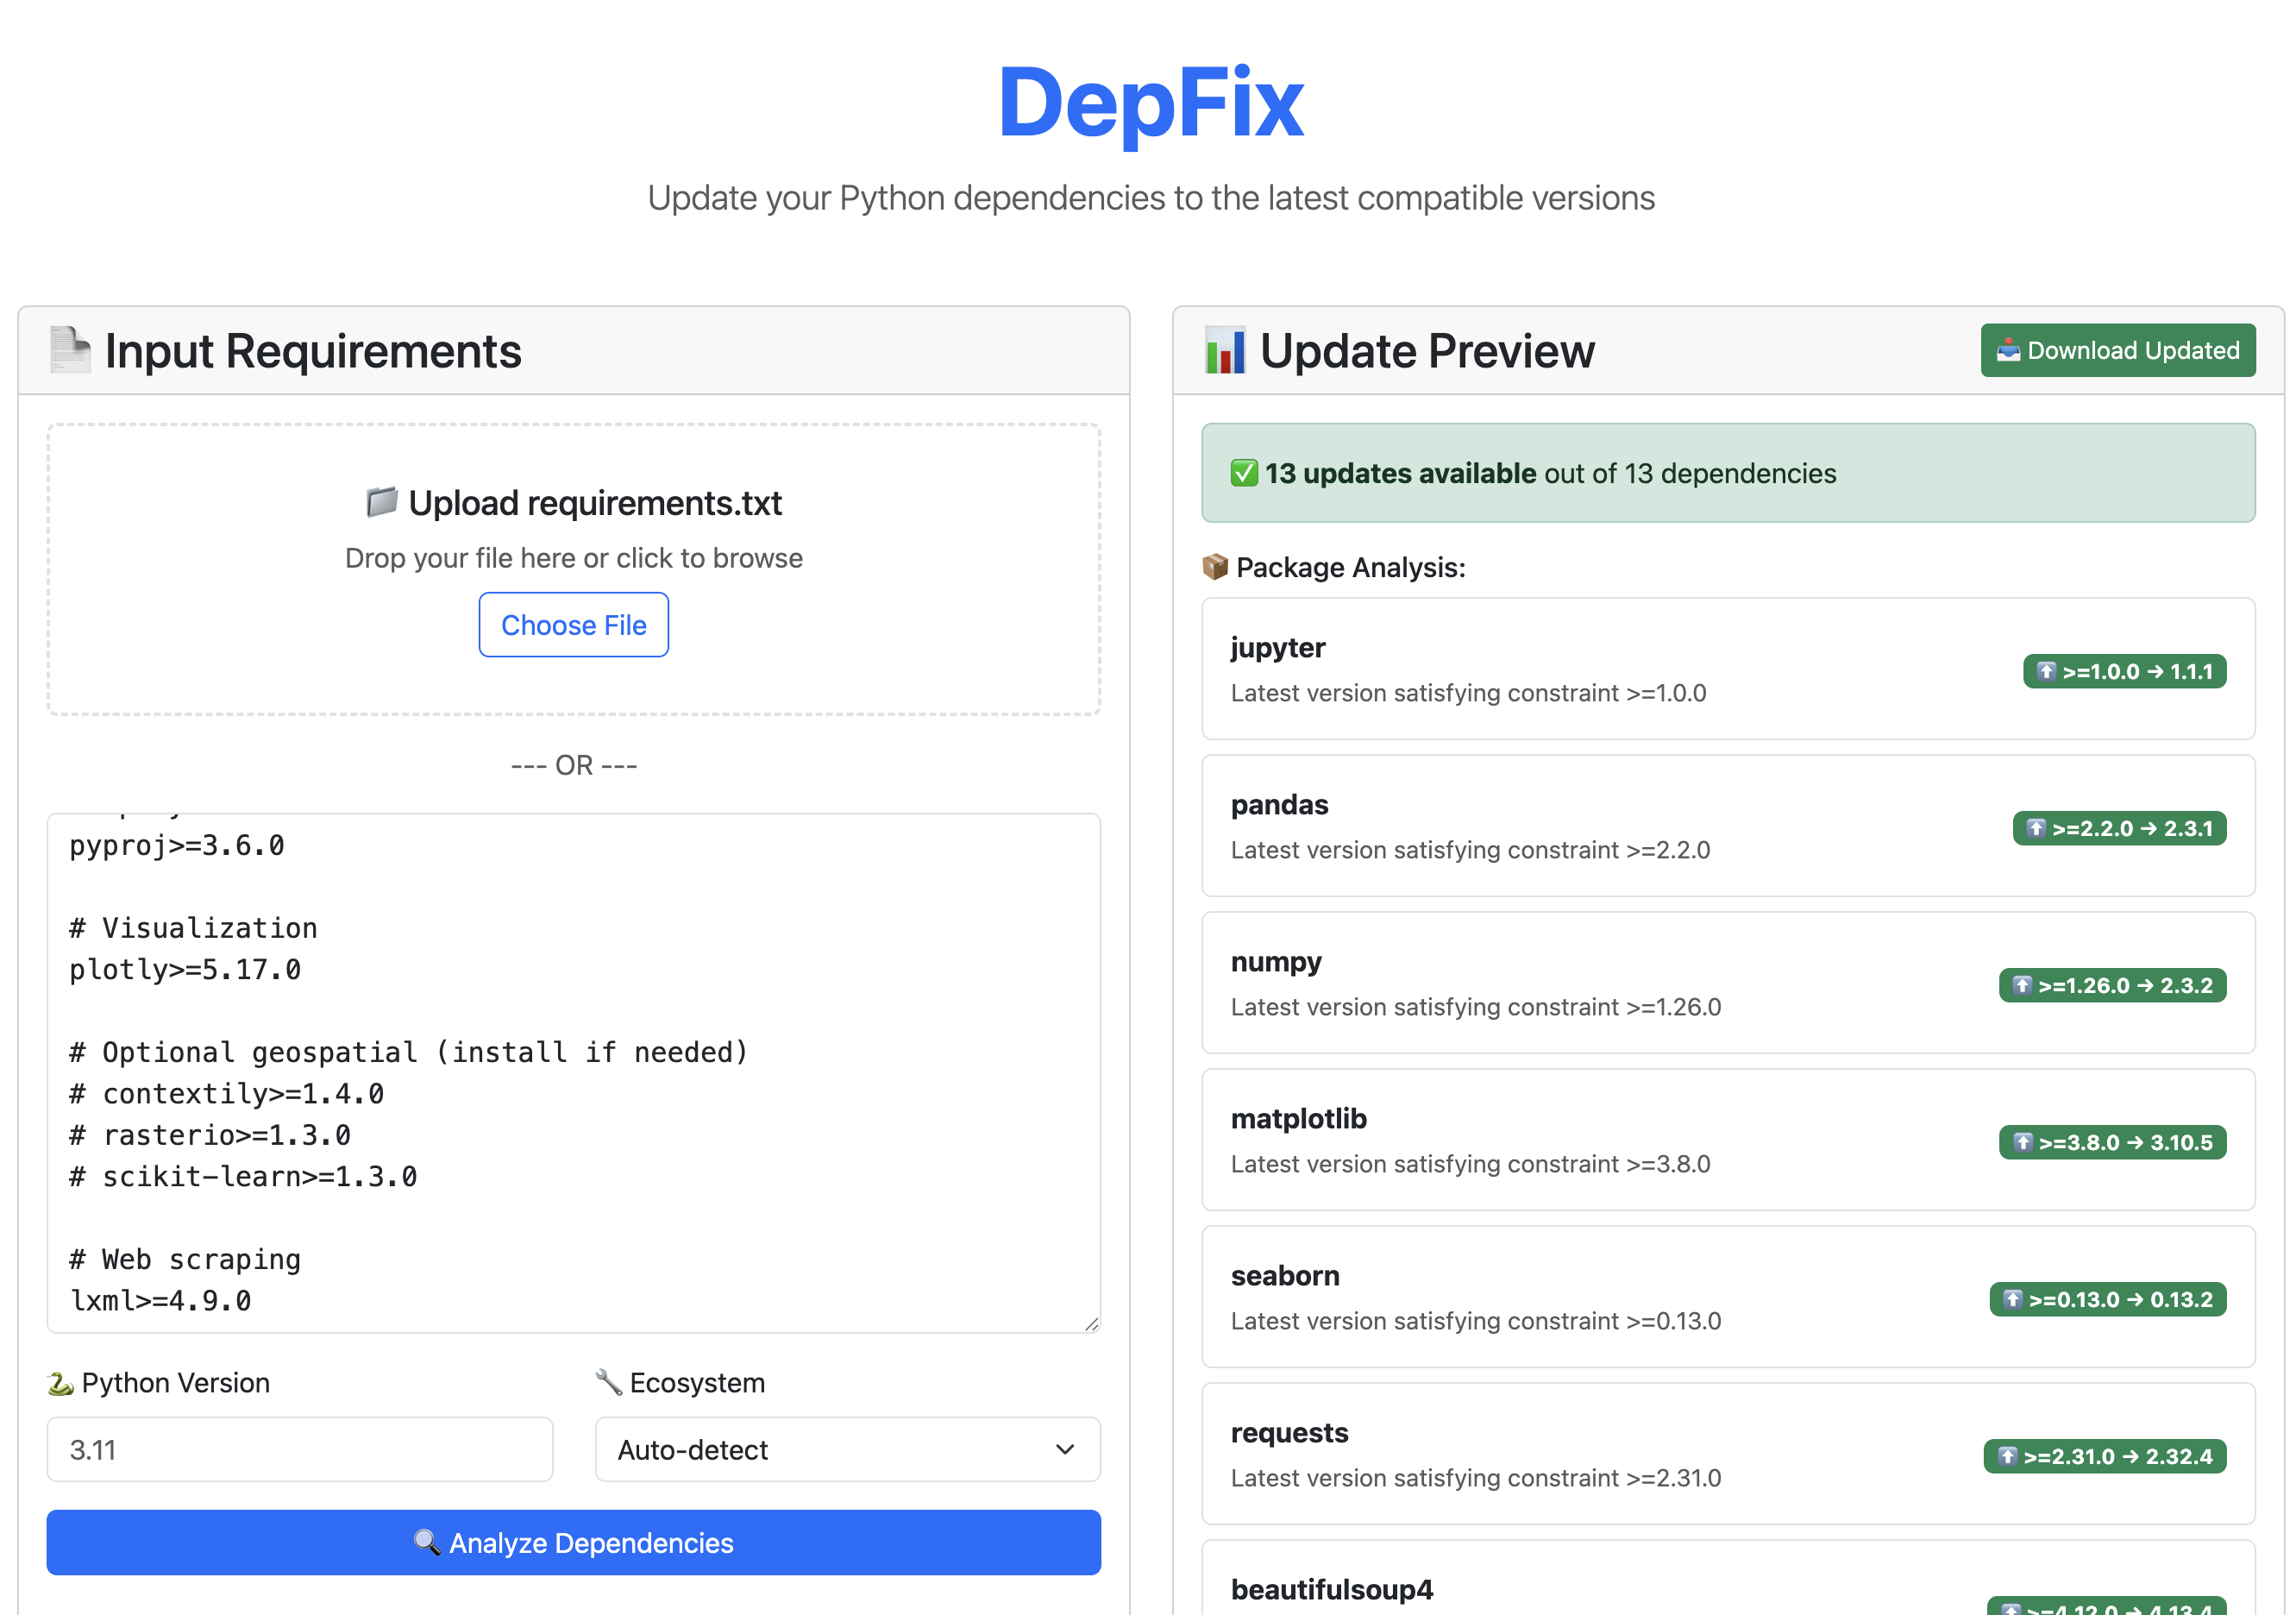 DepFix
Update your Python dependencies to the latest compatible versions
Input Requirements
Upload requirements.txt
Drop your file here or click to browse
Choose File
--- OR ---
pyproj>=3.6.0
# Visualization
plotly>=5.17.0
# Optional geospatial (install if needed)
# contextily>=1.4.0
# rasterio>=1.3.0
# scikit-learn>=1.3.0
# Web scraping
lxml>=4.9.0
Python Version
Ecosystem
3.11
Auto-detect
Analyze Dependencies
Update Preview
Download Updated
13 updates available out of 13 dependencies
Package Analysis:
jupyter
Latest version satisfying constraint >=1.0.0
>=1.0.0 → 1.1.1
pandas
Latest version satisfying constraint >=2.2.0
>=2.2.0 → 2.3.1
numpy
Latest version satisfying constraint >=1.26.0
>=1.26.0 → 2.3.2
matplotlib
Latest version satisfying constraint >=3.8.0
>=3.8.0 → 3.10.5
seaborn
Latest version satisfying constraint >=0.13.0
>=0.13.0 → 0.13.2
requests
Latest version satisfying constraint >=2.31.0
>=2.31.0 → 2.32.4
beautifulsoup4
>=4.12.0 → 4.13.4